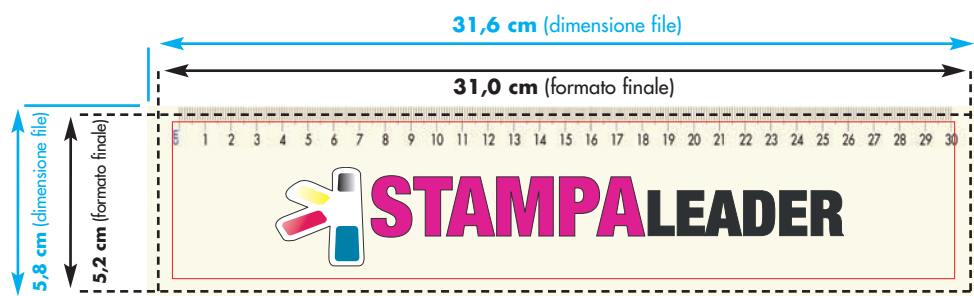 31,6 cm (dimensione file)
31,0 cm (formato finale)
5,8 cm (dimensione file)
5,2 cm (formato finale)
1 2 3 4 5 6 7 8 9 10 11 12 13 14 15 16 17 18 19 20 21 22 23 24 25 26 27 28 29 30
STAMPALEADER